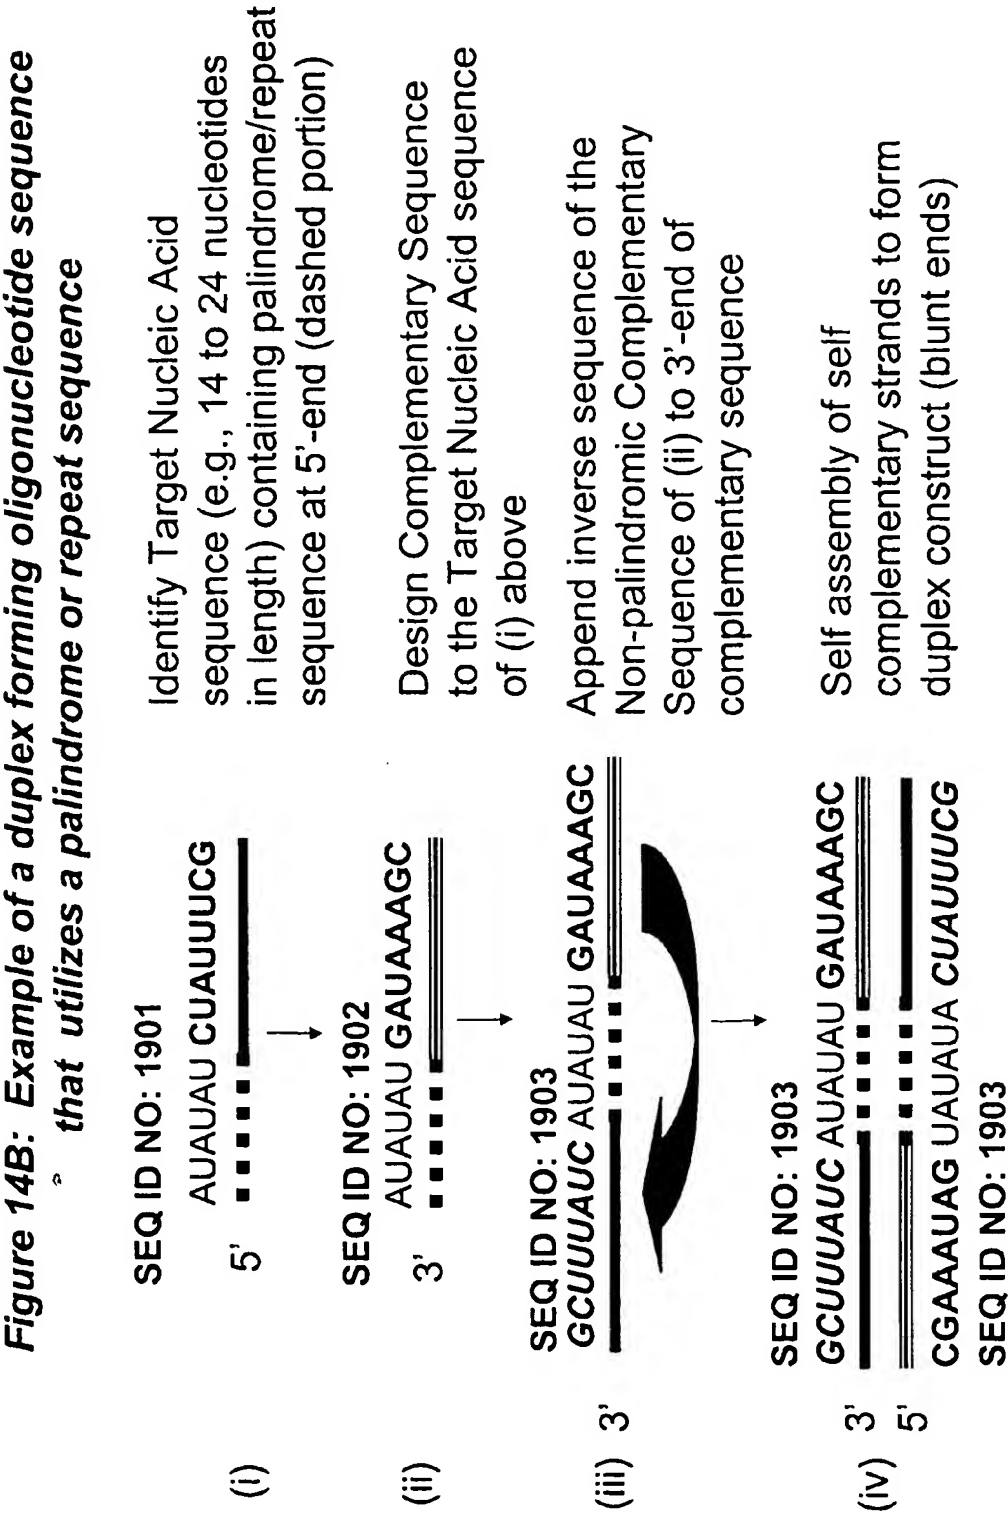 Figure 14B: Example of a duplex forming oligonucleotide sequence
that utilizes a palindrome or repeat sequence
SEQ ID NO: 1901
AUAUAU CUAUUUCG
(i) 5'
Identify Target Nucleic Acid
sequence (e.g., 14 to 24 nucleotides
in length) containing palindrome/repeat
sequence at 5'-end (dashed portion)
SEQ ID NO: 1902
AUAUAU GAUAAAGC
(ii) 3'
Design Complementary Sequence
to the Target Nucleic Acid sequence
of (i) above
SEQ ID NO: 1903
GCUUUAUC AUAUAU GAUAAAGC
(iii) 3'
Append inverse sequence of the
Non-palindromic Complementary
Sequence of (ii) to 3'-end of
complementary sequence
SEQ ID NO: 1903
GCUUUAUC AUAUAU GAUAAAGC
(iv) 3'
5'
CGAAAUAG UAUAUA CUAUUUCG
SEQ ID NO: 1903
Self assembly of self
complementary strands to form
duplex construct (blunt ends)